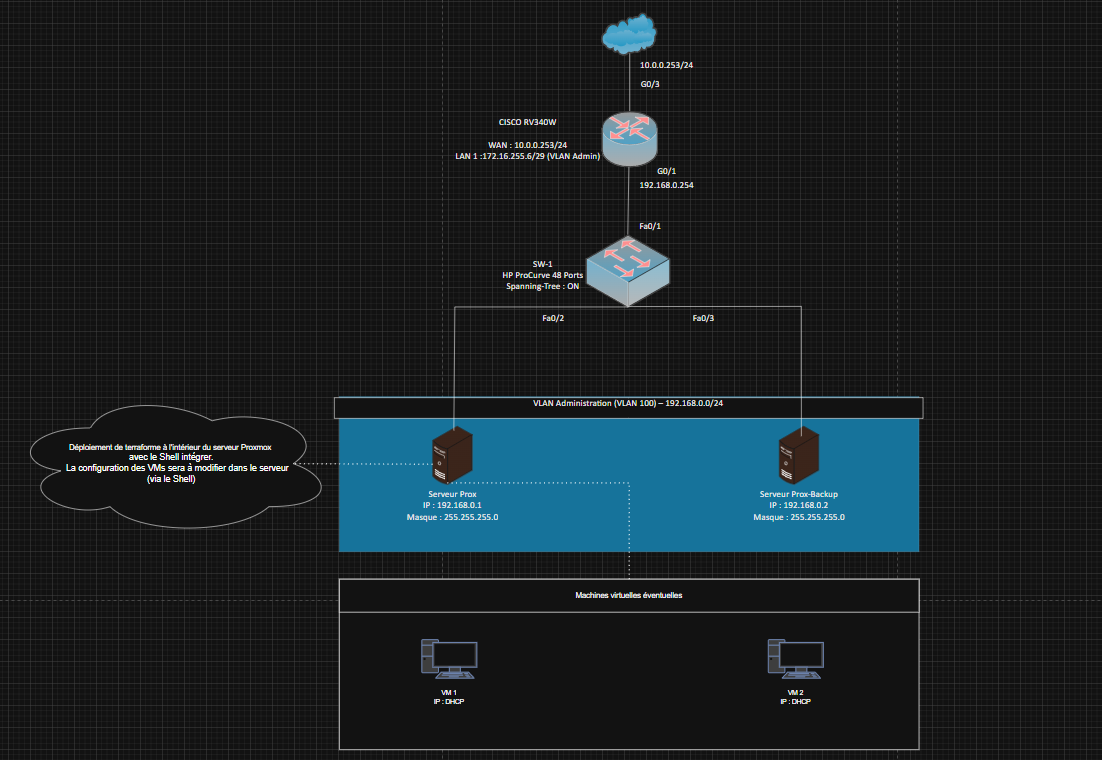 10.0.0.253/24
G0/3
CISCO RV340W
WAN : 10.0.0.253/24
LAN 1 :172.16.255.6/29 (VLAN Admin)
G0/1
192.168.0.254
Fa0/1
SW-1
HP ProCurve 48 Ports
Spanning-Tree : ON
Fa0/2
Fa0/3
VLAN Administration (VLAN 100) – 192.168.0.0/24
Déploiement de terraforme à l'intérieur du serveur Proxmox
avec le Shell intégrer.
La configuration des VMs sera à modifier dans le serveur
(via le Shell)
Serveur Prox
IP : 192.168.0.1
Masque : 255.255.255.0
Serveur Prox-Backup
IP : 192.168.0.2
Masque : 255.255.255.0
Machines virtuelles éventuelles
VM 1
IP : DHCP
VM 2
IP : DHCP